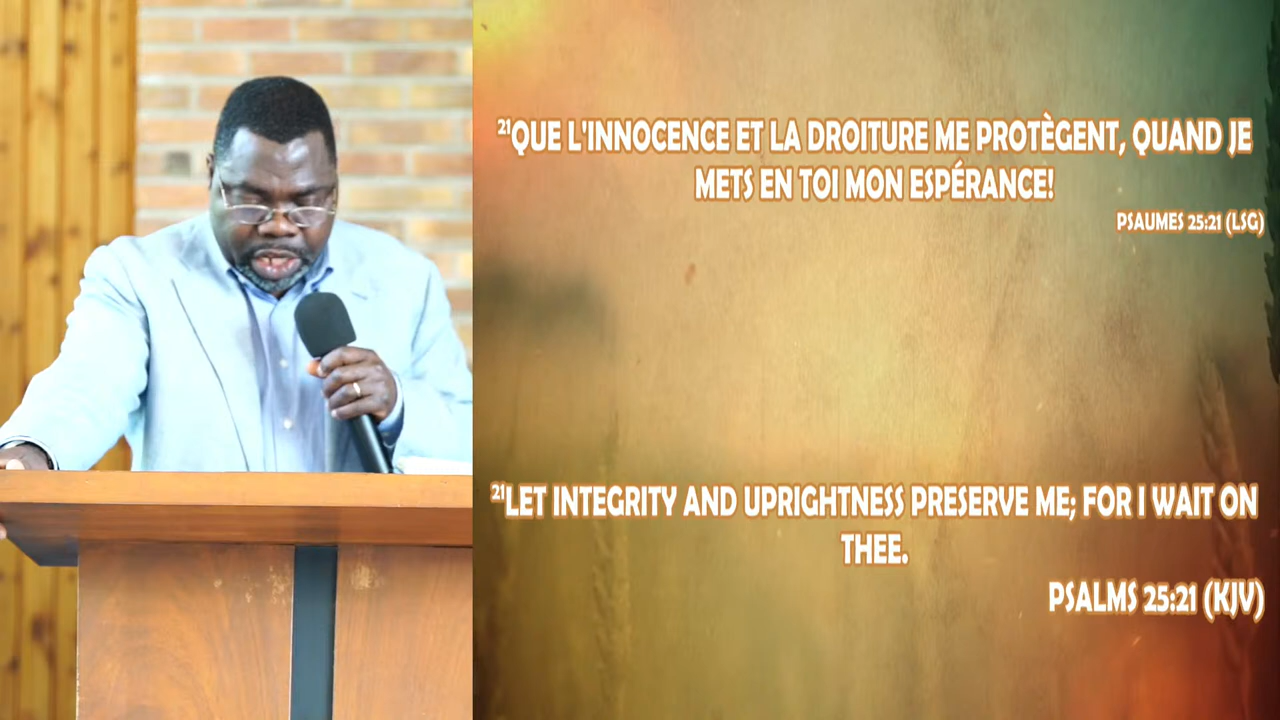 ²¹QUE L'INNOCENCE ET LA DROITURE ME PROTÈGENT, QUAND JE
METS EN TOI MON ESPÉRANCE!
PSAUMES 25:21 (LSG)
²¹LET INTEGRITY AND UPRIGHTNESS PRESERVE ME; FOR I WAIT ON
THEE.
PSALMS 25:21 (KJV)